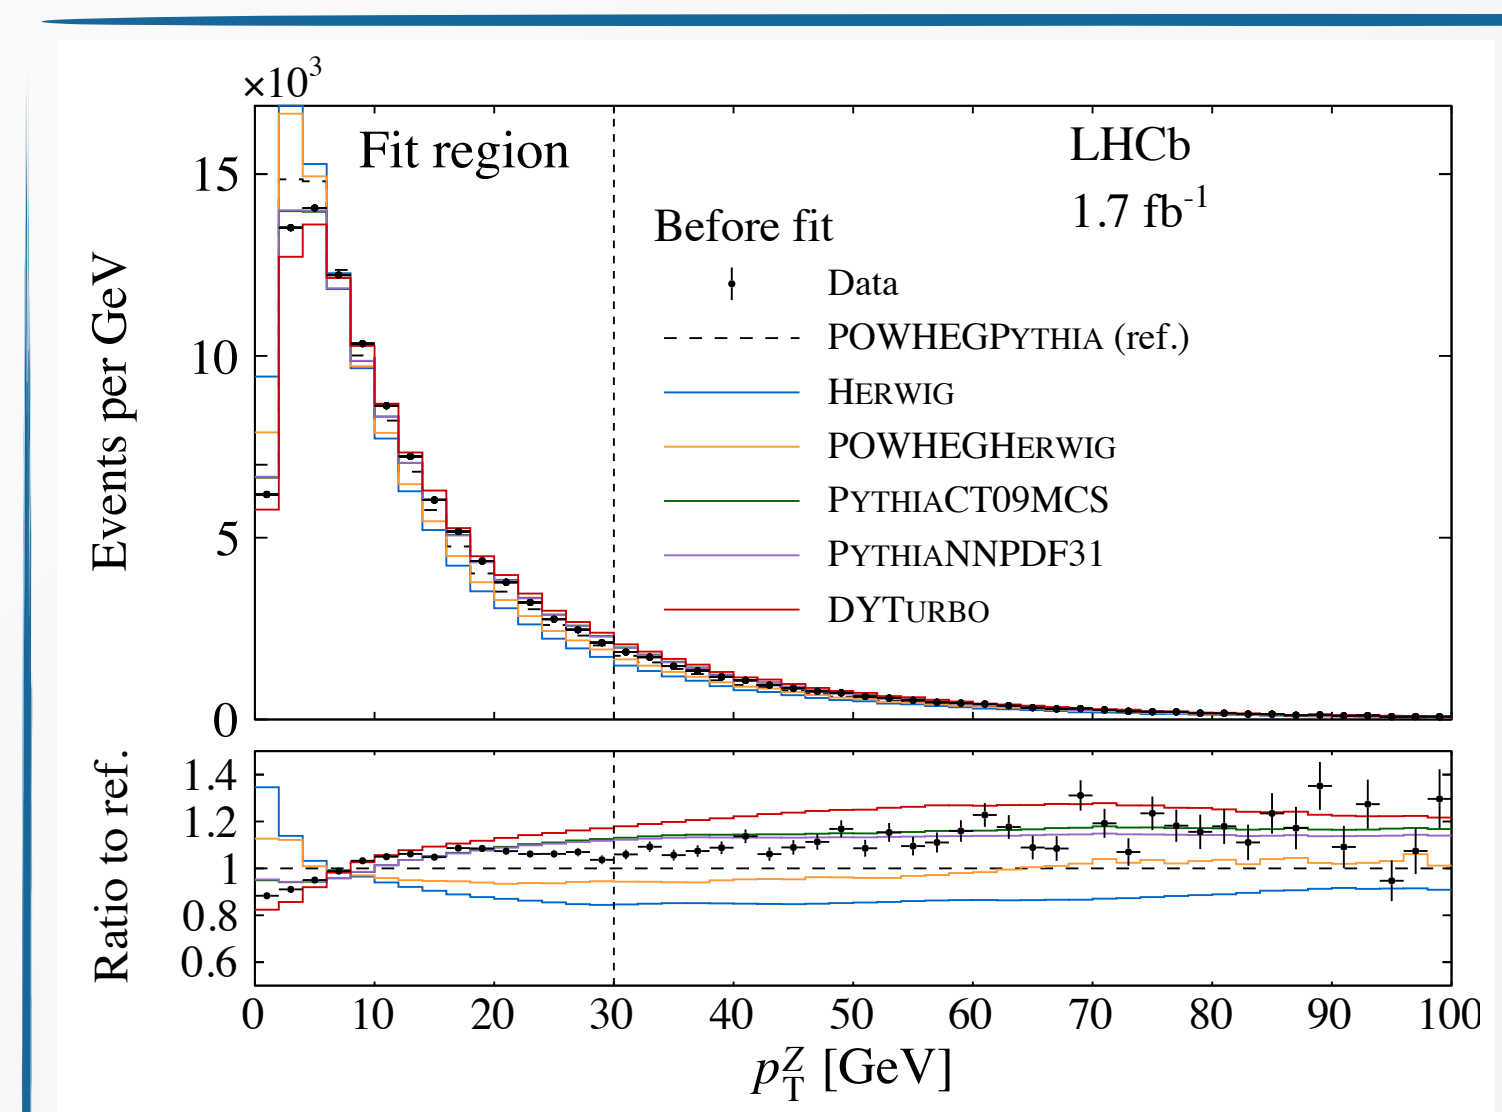 ×10³
Fit region
LHCb
1.7 fb⁻¹
Before fit
Data
POWHEGPYTHIA (ref.)
HERWIG
POWHEGHERWIG
PYTHIACT09MCS
PYTHIANNPDF31
DYTURBO
Events per GeV
15
10
5
0
Ratio to ref.
1.4
1.2
1
0.8
0.6
0 10 20 30 40 50 60 70 80 90 100
p_T^Z [GeV]